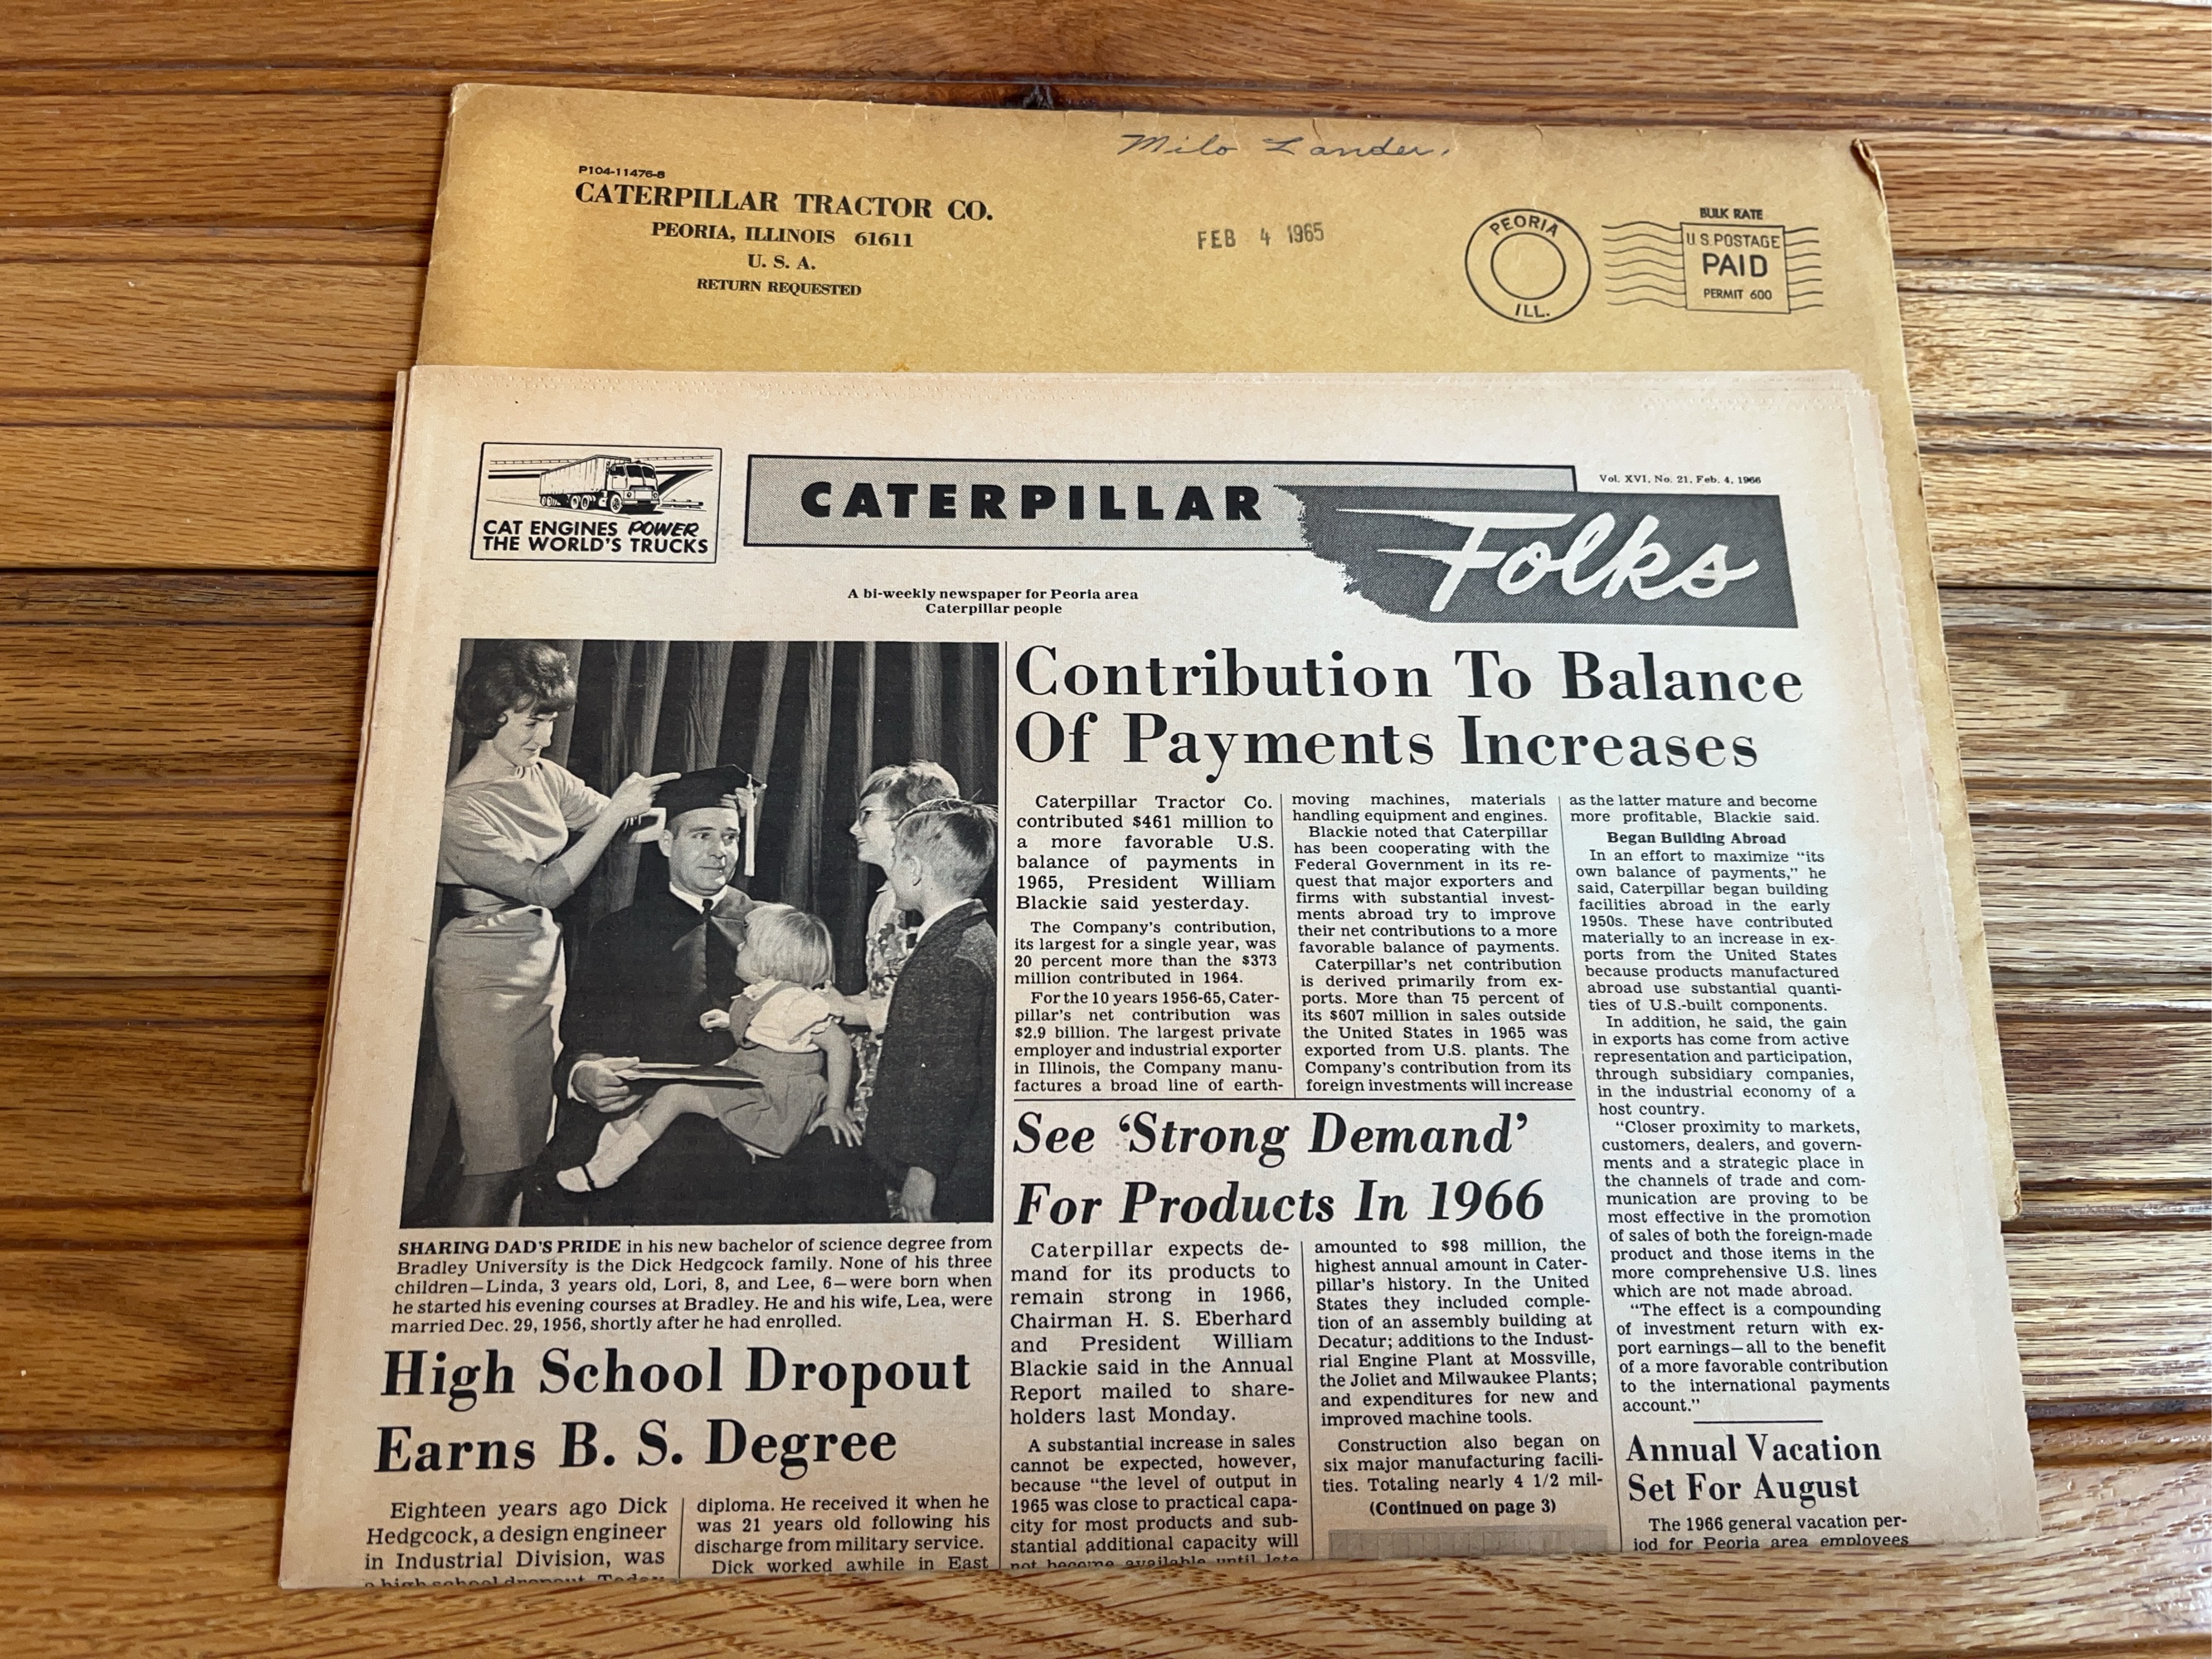 Milo Lander.
P104-11476-8
CATERPILLAR TRACTOR CO.
PEORIA, ILLINOIS 61611
U. S. A.
RETURN REQUESTED
FEB 4 1965
PEORIA
ILL.
BULK RATE
U.S. POSTAGE
PAID
PERMIT 600
CAT ENGINES POWER
THE WORLD'S TRUCKS
CATERPILLAR
Folks
Vol. XVI, No. 21, Feb. 4, 1966
A bi-weekly newspaper for Peoria area
Caterpillar people
SHARING DAD'S PRIDE in his new bachelor of science degree from
Bradley University is the Dick Hedgcock family. None of his three
children—Linda, 3 years old, Lori, 8, and Lee, 6—were born when
he started his evening courses at Bradley. He and his wife, Lea, were
married Dec. 29, 1956, shortly after he had enrolled.
High School Dropout
Earns B. S. Degree
Eighteen years ago Dick
Hedgcock, a design engineer
in Industrial Division, was
a high school dropout. Today
diploma. He received it when he
was 21 years old following his
discharge from military service.
Dick worked awhile in East
Contribution To Balance
Of Payments Increases
Caterpillar Tractor Co.
contributed $461 million to
a more favorable U.S.
balance of payments in
1965, President William
Blackie said yesterday.
The Company's contribution,
its largest for a single year, was
20 percent more than the $373
million contributed in 1964.
For the 10 years 1956-65, Cater-
pillar's net contribution was
$2.9 billion. The largest private
employer and industrial exporter
in Illinois, the Company manu-
factures a broad line of earth-
moving machines, materials
handling equipment and engines.
Blackie noted that Caterpillar
has been cooperating with the
Federal Government in its re-
quest that major exporters and
firms with substantial invest-
ments abroad try to improve
their net contributions to a more
favorable balance of payments.
Caterpillar's net contribution
is derived primarily from ex-
ports. More than 75 percent of
its $607 million in sales outside
the United States in 1965 was
exported from U.S. plants. The
Company's contribution from its
foreign investments will increase
as the latter mature and become
more profitable, Blackie said.
Began Building Abroad
In an effort to maximize "its
own balance of payments," he
said, Caterpillar began building
facilities abroad in the early
1950s. These have contributed
materially to an increase in ex-
ports from the United States
because products manufactured
abroad use substantial quanti-
ties of U.S.-built components.
In addition, he said, the gain
in exports has come from active
representation and participation,
through subsidiary companies,
in the industrial economy of a
host country.
"Closer proximity to markets,
customers, dealers, and govern-
ments and a strategic place in
the channels of trade and com-
munication are proving to be
most effective in the promotion
of sales of both the foreign-made
product and those items in the
more comprehensive U.S. lines
which are not made abroad.
"The effect is a compounding
of investment return with ex-
port earnings—all to the benefit
of a more favorable contribution
to the international payments
account."
See 'Strong Demand'
For Products In 1966
Caterpillar expects de-
mand for its products to
remain strong in 1966,
Chairman H. S. Eberhard
and President William
Blackie said in the Annual
Report mailed to share-
holders last Monday.
A substantial increase in sales
cannot be expected, however,
because "the level of output in
1965 was close to practical capa-
city for most products and sub-
stantial additional capacity will
not become available until late
amounted to $98 million, the
highest annual amount in Cater-
pillar's history. In the United
States they included comple-
tion of an assembly building at
Decatur; additions to the Indust-
rial Engine Plant at Mossville,
the Joliet and Milwaukee Plants;
and expenditures for new and
improved machine tools.
Construction also began on
six major manufacturing facili-
ties. Totaling nearly 4 1/2 mil-
(Continued on page 3)
Annual Vacation
Set For August
The 1966 general vacation per-
iod for Peoria area employees